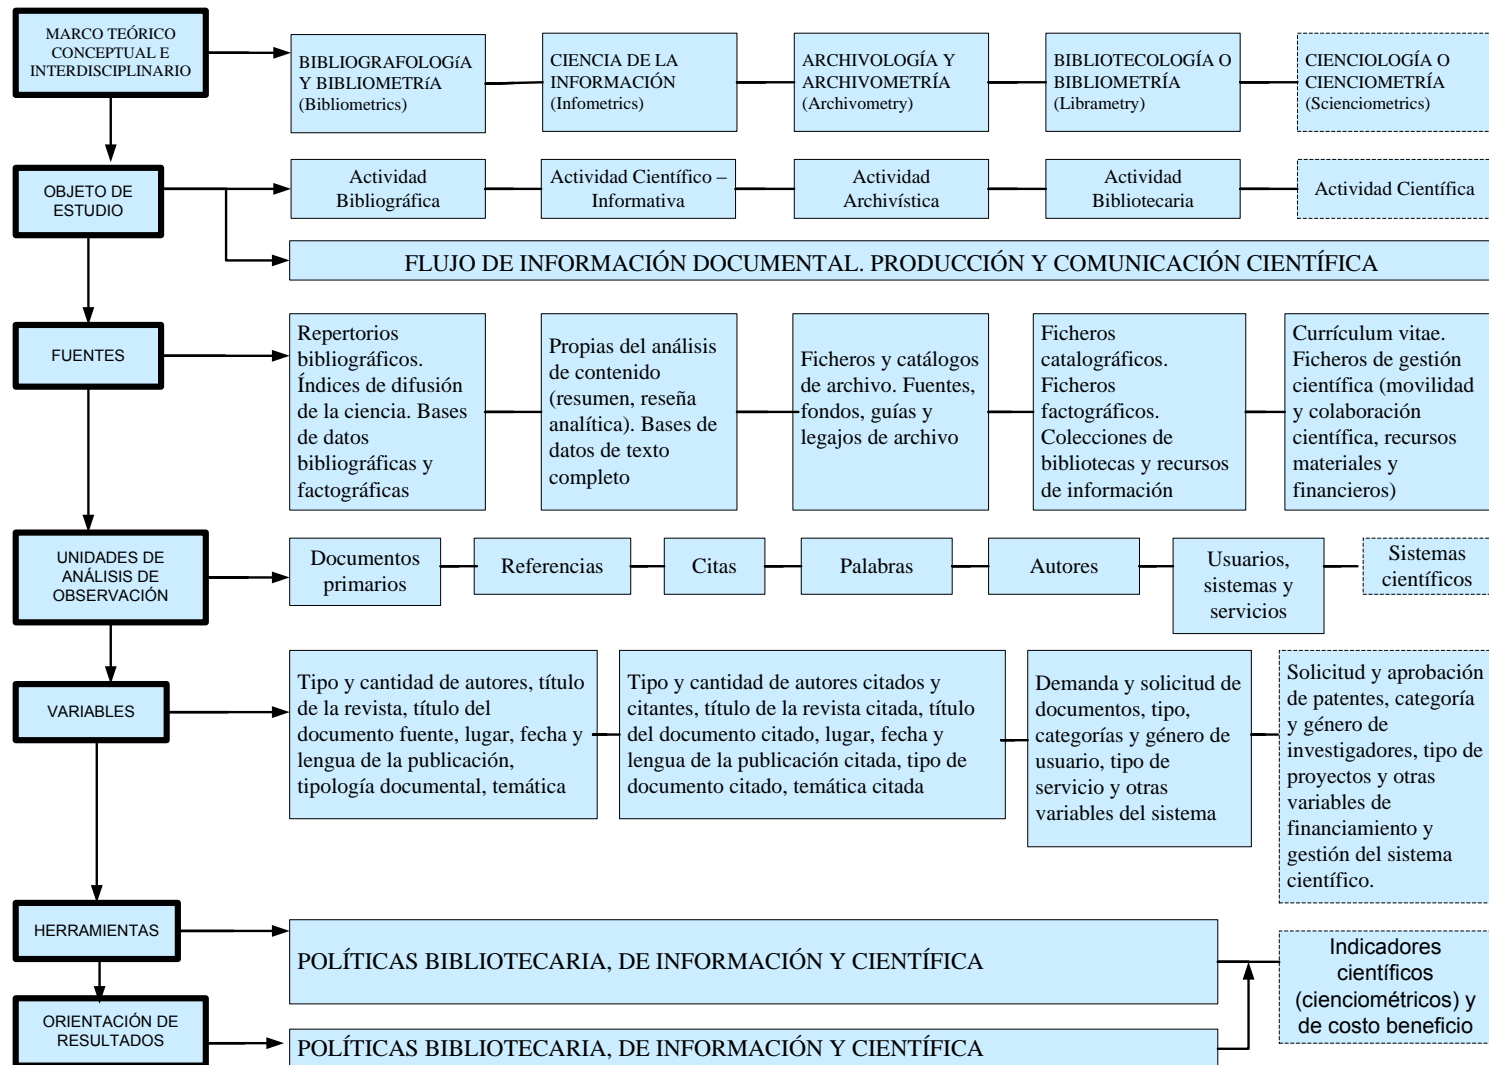 MARCO TEÓRICO
CONCEPTUAL E
INTERDISCIPLINARIO
BIBLIOGRAFOLOGíA
Y BIBLIOMETRíA
(Bibliometrics)
CIENCIA DE LA
INFORMACIÓN
(Infometrics)
ARCHIVOLOGÍA Y
ARCHIVOMETRÍA
(Archivometry)
BIBLIOTECOLOGÍA O
BIBLIOMETRÍA
(Librametry)
CIENCIOLOGÍA O
CIENCIOMETRÍA
(Scienciometrics)
OBJETO DE
ESTUDIO
Actividad
Bibliográfica
Actividad Científico –
Informativa
Actividad
Archivística
Actividad
Bibliotecaria
Actividad Científica
FLUJO DE INFORMACIÓN DOCUMENTAL. PRODUCCIÓN Y COMUNICACIÓN CIENTÍFICA
FUENTES
Repertorios
bibliográficos.
Índices de difusión
de la ciencia. Bases
de datos
bibliográficas y
factográficas
Propias del análisis
de contenido
(resumen, reseña
analítica). Bases de
datos de texto
completo
Ficheros y catálogos
de archivo. Fuentes,
fondos, guías y
legajos de archivo
Ficheros
catalográficos.
Ficheros
factográficos.
Colecciones de
bibliotecas y recursos
de información
Currículum vitae.
Ficheros de gestión
científica (movilidad
y colaboración
científica, recursos
materiales y
financieros)
UNIDADES DE
ANÁLISIS DE
OBSERVACIÓN
Documentos
primarios
Referencias
Citas
Palabras
Autores
Usuarios,
sistemas y
servicios
Sistemas
científicos
VARIABLES
Tipo y cantidad de autores, título
de la revista, título del
documento fuente, lugar, fecha y
lengua de la publicación,
tipología documental, temática
Tipo y cantidad de autores citados y
citantes, título de la revista citada, título
del documento citado, lugar, fecha y
lengua de la publicación citada, tipo de
documento citado, temática citada
Demanda y solicitud de
documentos, tipo,
categorías y género de
usuario, tipo de
servicio y otras
variables del sistema
Solicitud y aprobación
de patentes, categoría
y género de
investigadores, tipo de
proyectos y otras
variables de
financiamiento y
gestión del sistema
científico.
HERRAMIENTAS
POLÍTICAS BIBLIOTECARIA, DE INFORMACIÓN Y CIENTÍFICA
Indicadores
científicos
(cienciométricos) y
de costo beneficio
ORIENTACIÓN DE
RESULTADOS
POLÍTICAS BIBLIOTECARIA, DE INFORMACIÓN Y CIENTÍFICA